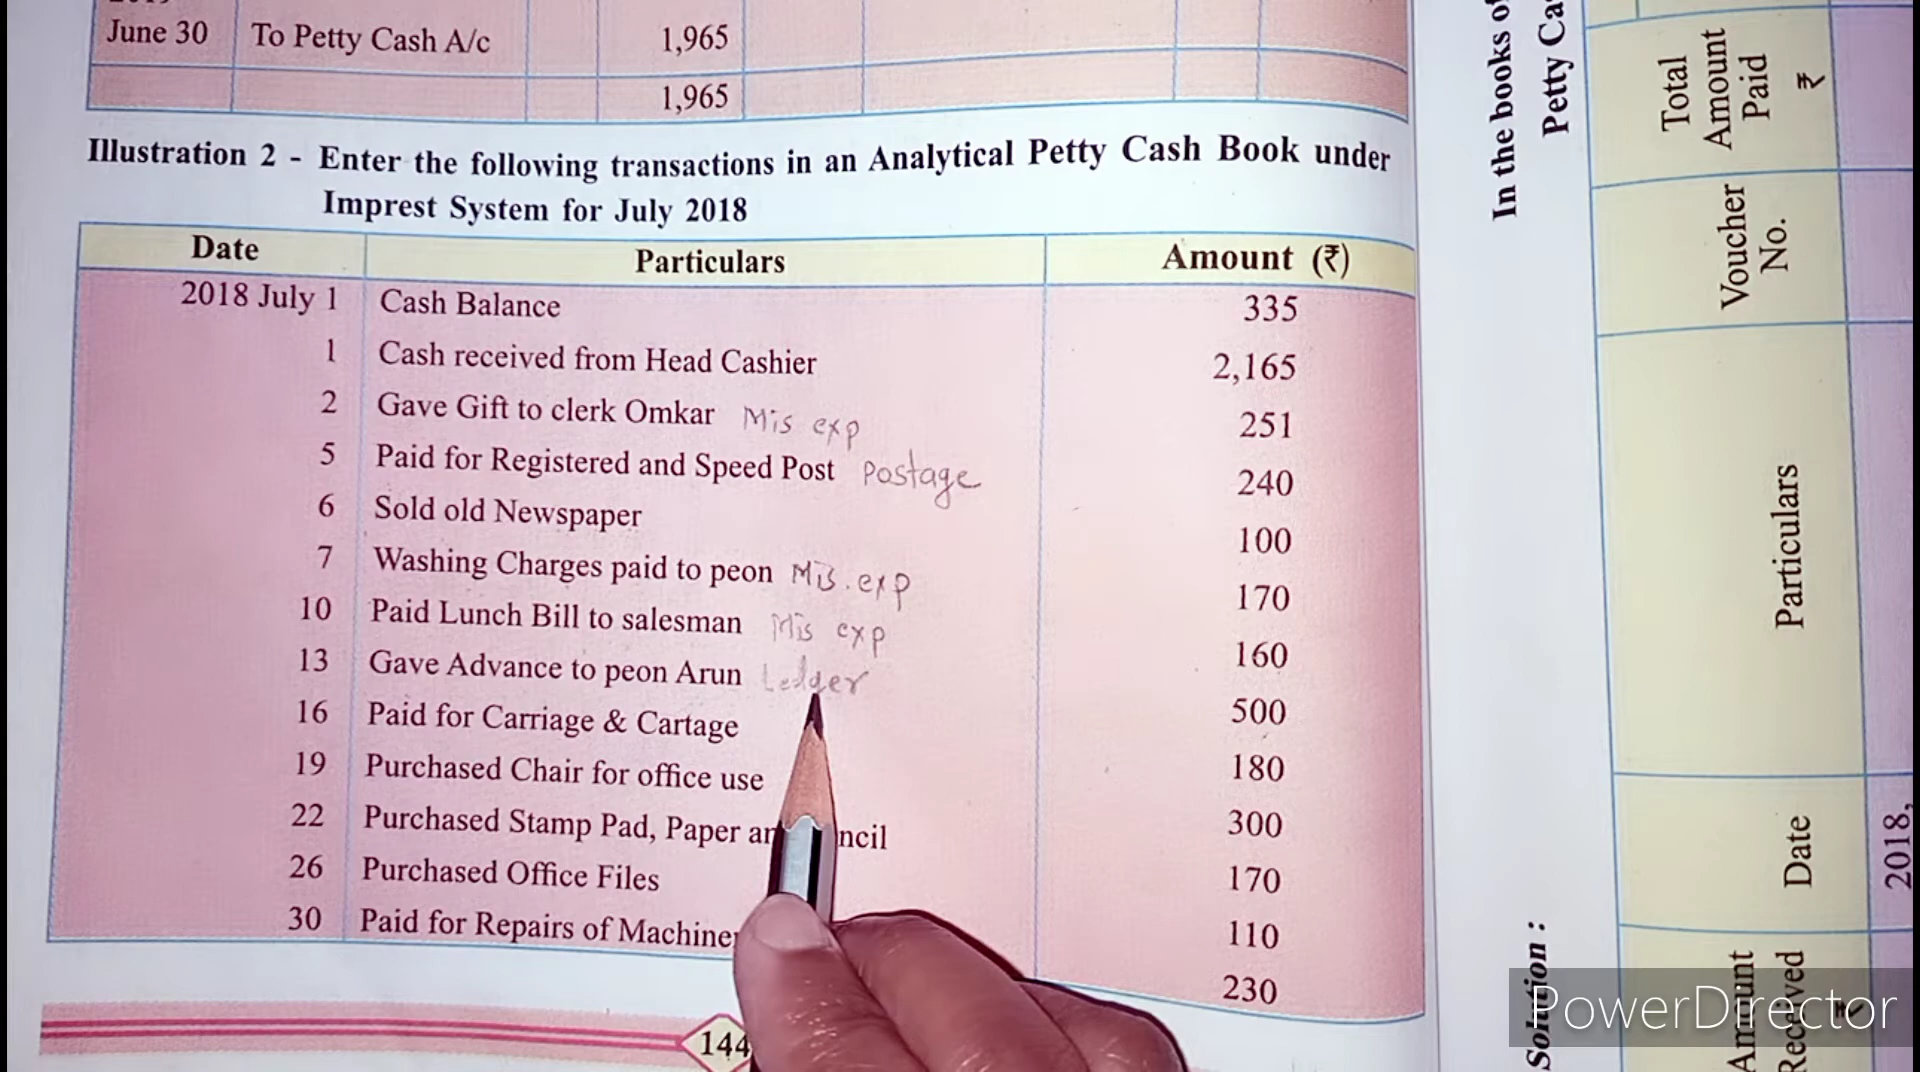 June 30 To Petty Cash A/c 1,965
1,965
Illustration 2 - Enter the following transactions in an Analytical Petty Cash Book under
Imprest System for July 2018
Date Particulars Amount (₹)
2018 July 1 Cash Balance 335
1 Cash received from Head Cashier 2,165
2 Gave Gift to clerk Omkar Mis exp 251
5 Paid for Registered and Speed Post Postage 240
6 Sold old Newspaper 100
7 Washing Charges paid to peon Mis. exp 170
10 Paid Lunch Bill to salesman Mis exp 160
13 Gave Advance to peon Arun Ledger 500
16 Paid for Carriage & Cartage 180
19 Purchased Chair for office use 300
22 Purchased Stamp Pad, Paper 170
26 Purchased Office Files 110
30 Paid for Repairs of 230
144
In the books of
Petty
Solution :
Total Amount Paid ₹
Voucher No.
Particulars
Date
Amount Received
2018,
PowerDirector